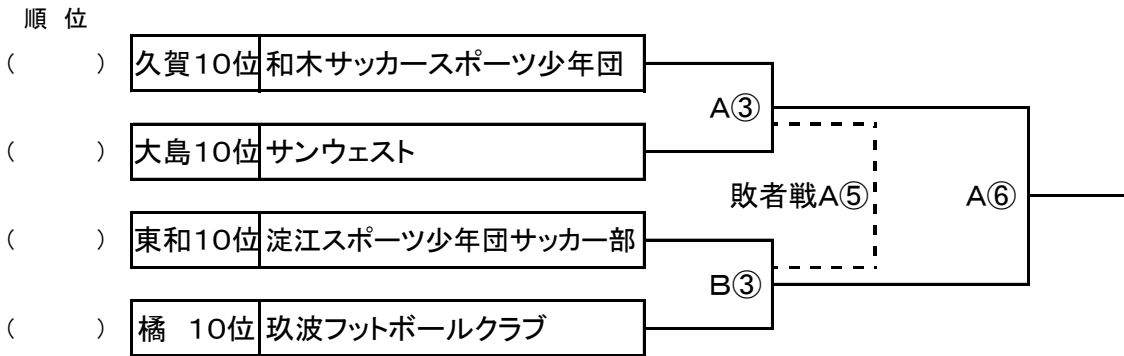 順 位
（　　　） 久賀１０位 和木サッカースポーツ少年団
A③
（　　　） 大島１０位 サンウェスト
敗者戦A⑤ A⑥
（　　　） 東和１０位 淀江スポーツ少年団サッカー部
B③
（　　　） 橘　１０位 玖波フットボールクラブ